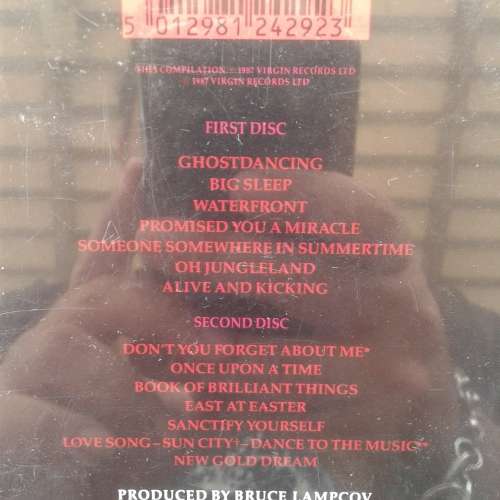 5 012981 242923
THIS COMPILATION ℗ 1987 VIRGIN RECORDS LTD
© 1987 VIRGIN RECORDS LTD
FIRST DISC
GHOSTDANCING
BIG SLEEP
WATERFRONT
PROMISED YOU A MIRACLE
SOMEONE SOMEWHERE IN SUMMERTIME
OH JUNGLELAND
ALIVE AND KICKING
SECOND DISC
DON'T YOU FORGET ABOUT ME*
ONCE UPON A TIME
BOOK OF BRILLIANT THINGS
EAST AT EASTER
SANCTIFY YOURSELF
LOVE SONG – SUN CITY† – DANCE TO THE MUSIC**
NEW GOLD DREAM
PRODUCED BY BRUCE LAMPCOV